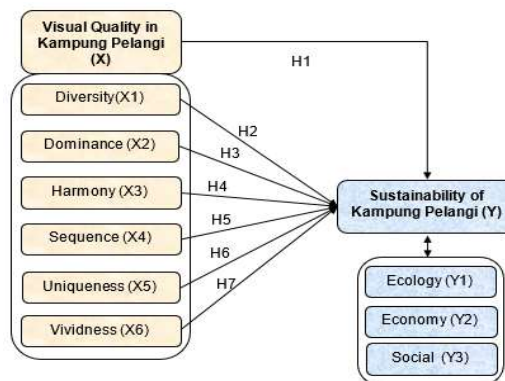 Visual Quality in
Kampung Pelangi
(X)
H1
Diversity(X1)
H2
Dominance (X2)
H3
Harmony (X3)
H4
Sustainability of
Kampung Pelangi (Y)
Sequence (X4)
H5
H6
Uniqueness (X5)
H7
Vividness (X6)
Ecology (Y1)
Economy (Y2)
Social (Y3)